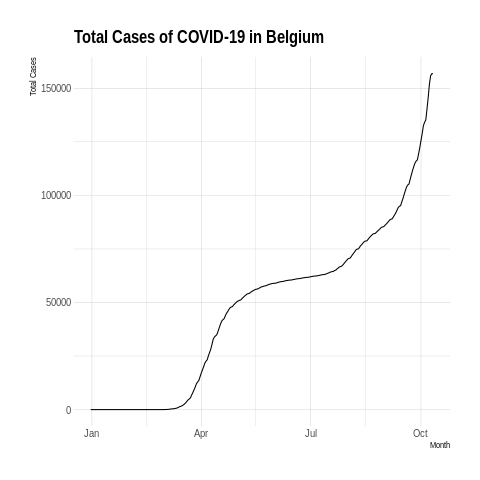 Total Cases of COVID-19 in Belgium
Total Cases
150000
100000
50000
0
Jan Apr Jul Oct
Month